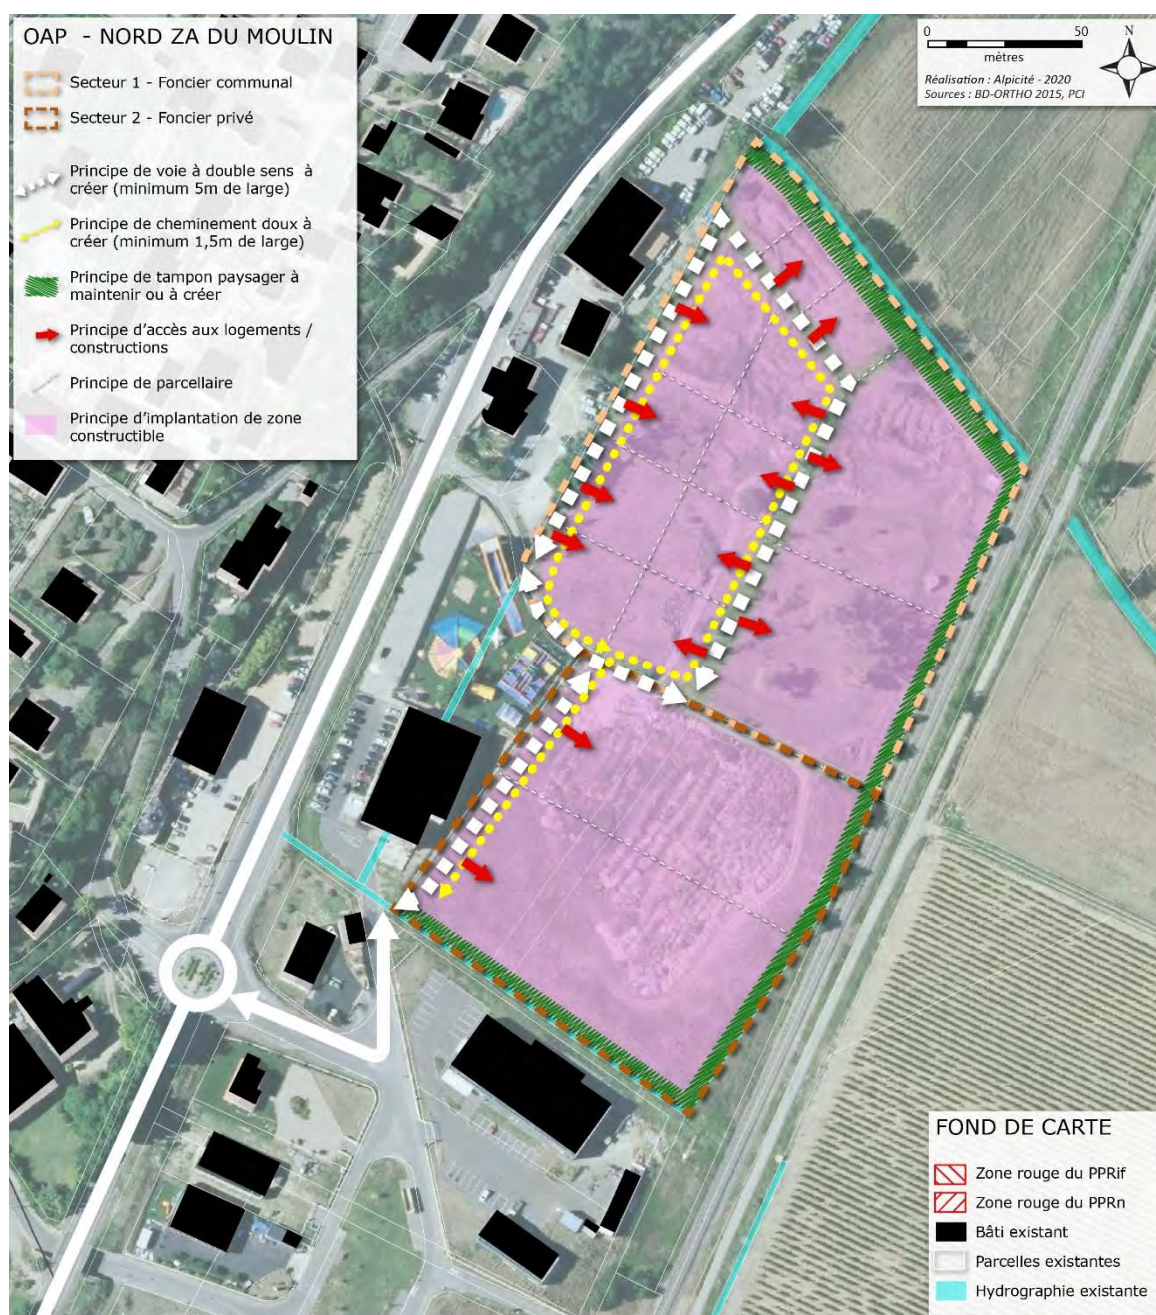 OAP - NORD ZA DU MOULIN
Secteur 1 - Foncier communal
Secteur 2 - Foncier privé
Principe de voie à double sens à
créer (minimum 5m de large)
Principe de cheminement doux à
créer (minimum 1,5m de large)
Principe de tampon paysager à
maintenir ou à créer
Principe d'accès aux logements /
constructions
Principe de parcellaire
Principe d'implantation de zone
constructible
0 50
mètres
N
Réalisation : Alpicité - 2020
Sources : BD-ORTHO 2015, PCI
FOND DE CARTE
Zone rouge du PPRif
Zone rouge du PPRn
Bâti existant
Parcelles existantes
Hydrographie existante